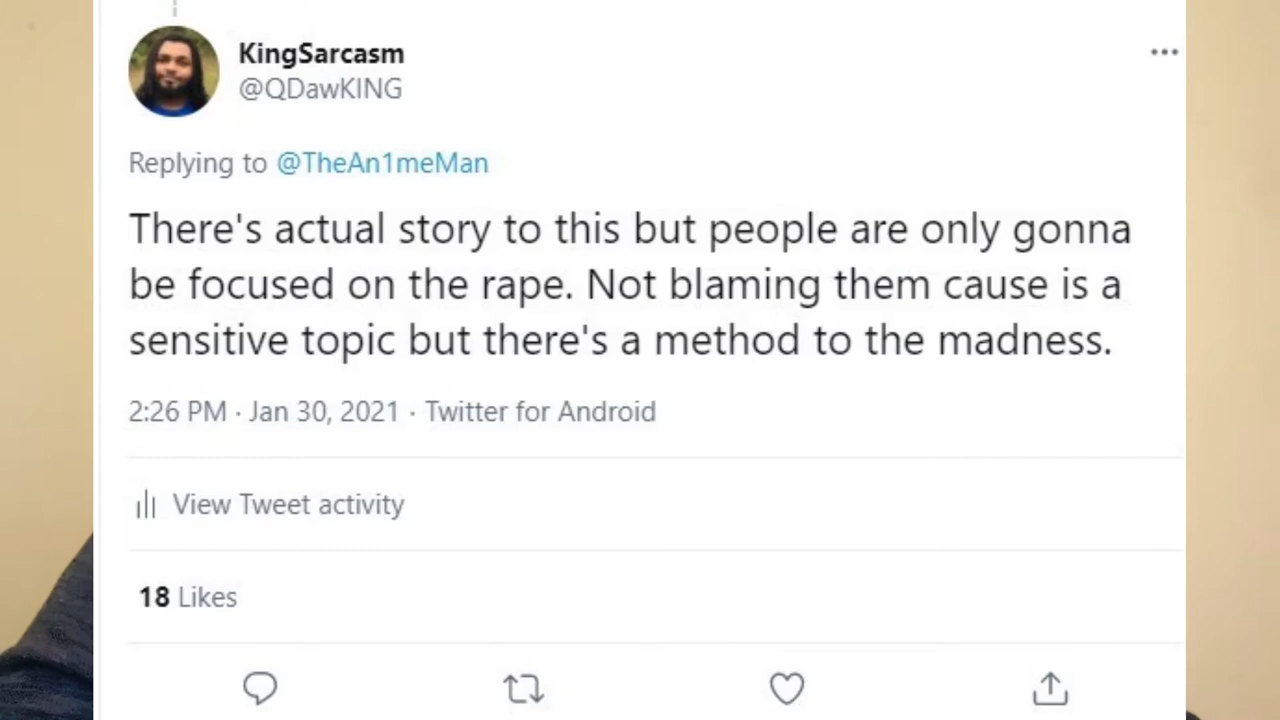 KingSarcasm
@QDawKING
Replying to @TheAn1meMan
There's actual story to this but people are only gonna
be focused on the rape. Not blaming them cause is a
sensitive topic but there's a method to the madness.
2:26 PM · Jan 30, 2021 · Twitter for Android
View Tweet activity
18 Likes